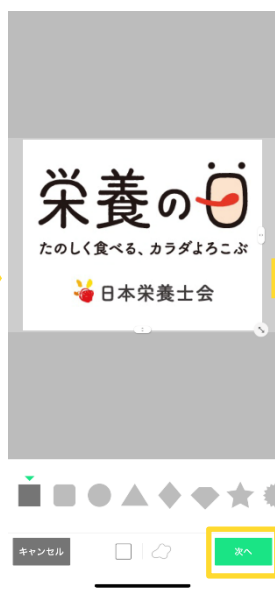 栄養の日
たのしく食べる、カラダよろこぶ
日本栄養士会
キャンセル
次へ